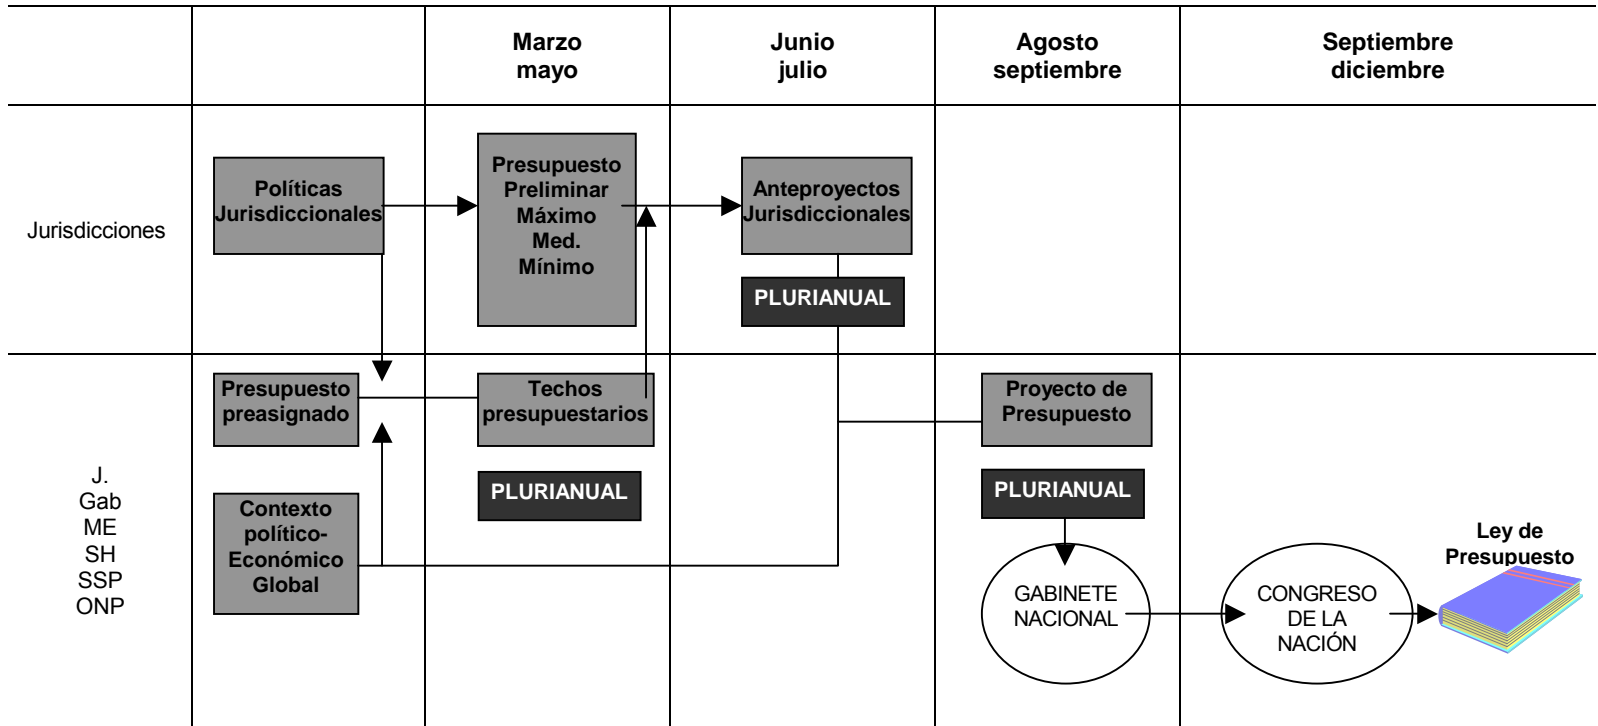 Marzo
mayo
Junio
julio
Agosto
septiembre
Septiembre
diciembre
Jurisdicciones
Políticas
Jurisdiccionales
Presupuesto
Preliminar
Máximo
Med.
Mínimo
Anteproyectos
Jurisdiccionales
PLURIANUAL
J.
Gab
ME
SH
SSP
ONP
Presupuesto
preasignado
Contexto
político-
Económico
Global
Techos
presupuestarios
PLURIANUAL
Proyecto de
Presupuesto
PLURIANUAL
GABINETE
NACIONAL
CONGRESO
DE LA
NACIÓN
Ley de
Presupuesto